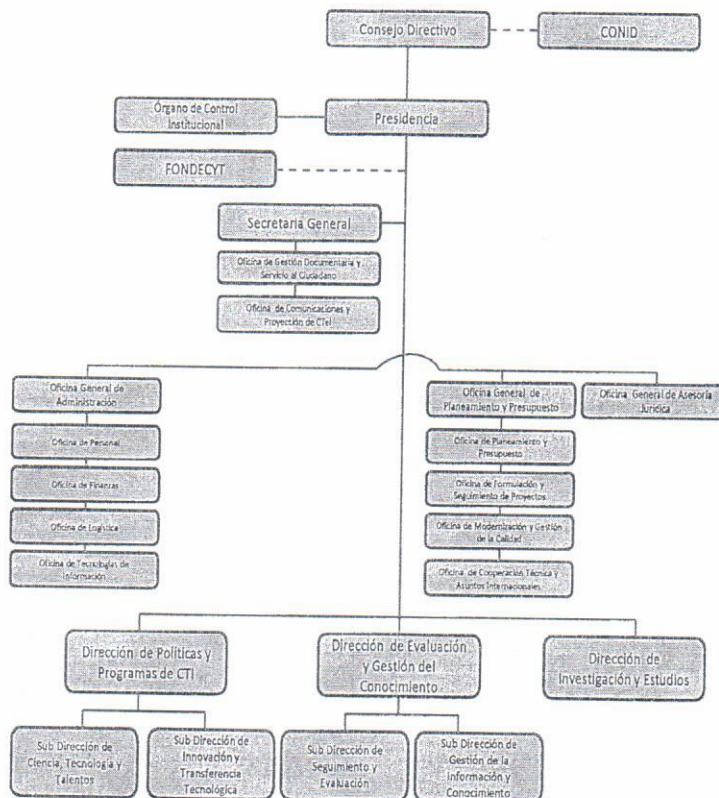 Consejo Directivo
CONID
Órgano de Control
Institucional
Presidencia
FONDECYT
Secretaria General
Oficina de Gestión Documentaria y
Servicio al Ciudadano
Oficina de Comunicaciones y
Proyección de CTeI
Oficina General de
Administración
Oficina General de
Planeamiento y Presupuesto
Oficina General de Asesoría
Jurídica
Oficina de Personal
Oficina de Finanzas
Oficina de Logística
Oficina de Tecnologías de
Información
Oficina de Planeamiento y
Presupuesto
Oficina de Formulación y
Seguimiento de Proyectos
Oficina de Modernización y Gestión
de la Calidad
Oficina de Cooperación Técnica y
Asuntos Internacionales
Dirección de Políticas y
Programas de CTI
Dirección de Evaluación
y Gestión del
Conocimiento
Dirección de
Investigación y Estudios
Sub Dirección de
Ciencia, Tecnología y
Talentos
Sub Dirección de
Innovación y
Transferencia
Tecnológica
Sub Dirección de
Seguimiento y
Evaluación
Sub Dirección de
Gestión de la
Información y
Conocimiento